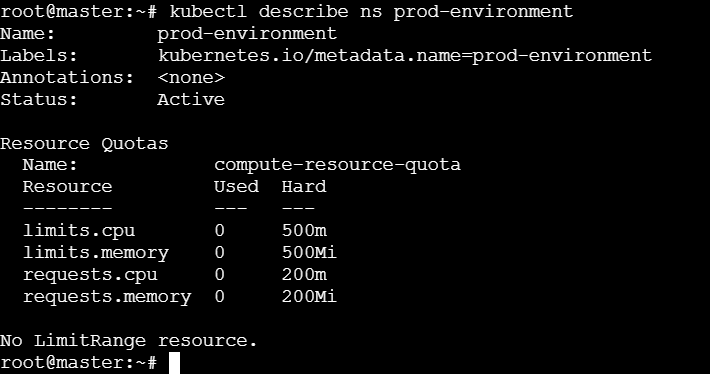 root@master:~# kubectl describe ns prod-environment
Name:         prod-environment
Labels:       kubernetes.io/metadata.name=prod-environment
Annotations:  <none>
Status:       Active

Resource Quotas
  Name:            compute-resource-quota
  Resource         Used  Hard
  --------         ---   ---
  limits.cpu       0     500m
  limits.memory    0     500Mi
  requests.cpu     0     200m
  requests.memory  0     200Mi

No LimitRange resource.
root@master:~#